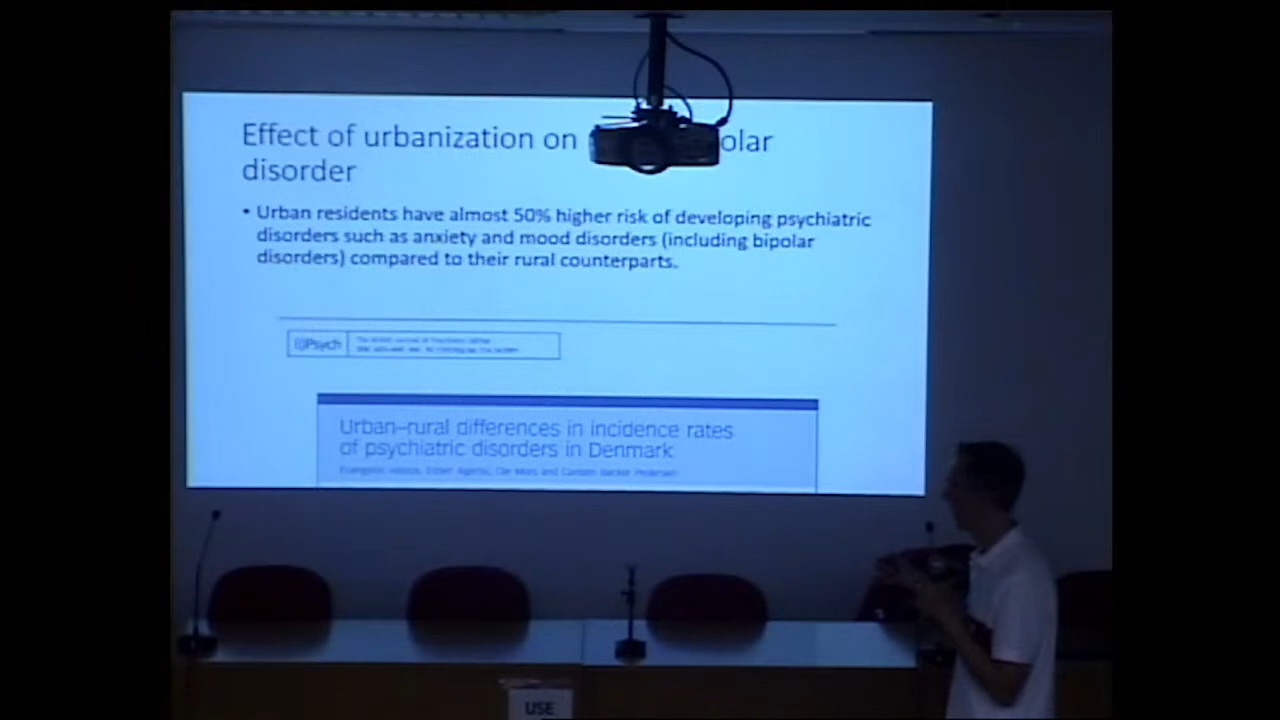 Effect of urbanization on olar
disorder
• Urban residents have almost 50% higher risk of developing psychiatric
disorders such as anxiety and mood disorders (including bipolar
disorders) compared to their rural counterparts.
Psych
Urban–rural differences in incidence rates
of psychiatric disorders in Denmark
USE